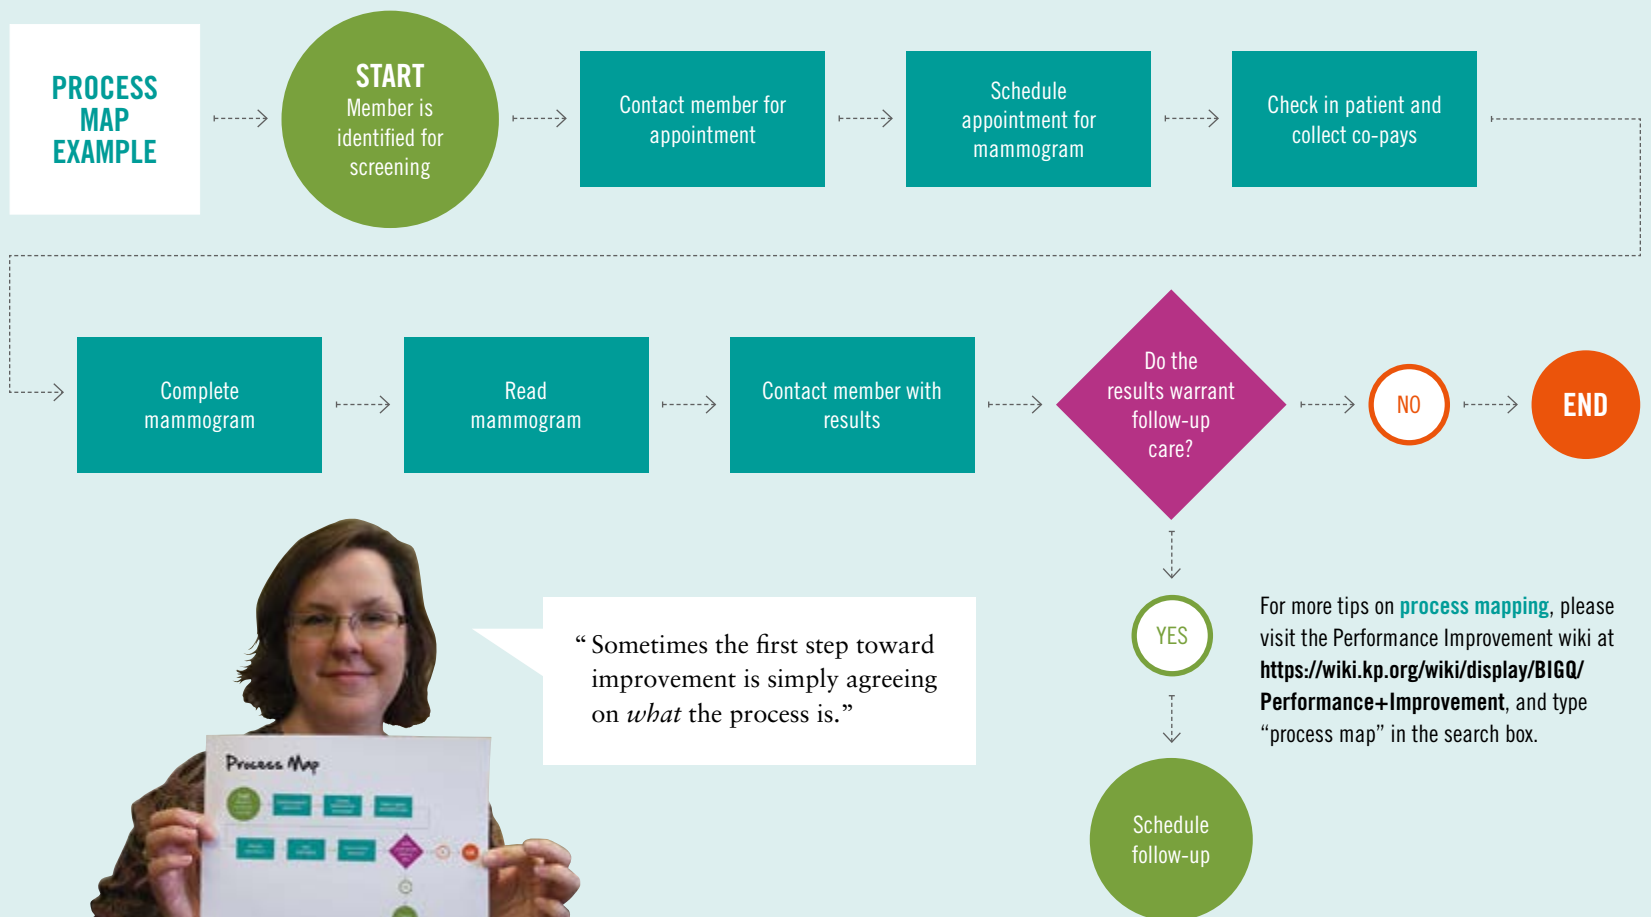 PROCESS
MAP
EXAMPLE
START
Member is
identified for
screening
Contact member for
appointment
Schedule
appointment for
mammogram
Check in patient and
collect co-pays
Complete
mammogram
Read
mammogram
Contact member with
results
Do the
results warrant
follow-up
care?
NO
END
YES
Schedule
follow-up
“ Sometimes the first step toward
improvement is simply agreeing
on what the process is.”
For more tips on process mapping, please
visit the Performance Improvement wiki at
https://wiki.kp.org/wiki/display/BIGQ/
Performance+Improvement, and type
“process map” in the search box.
Process Map